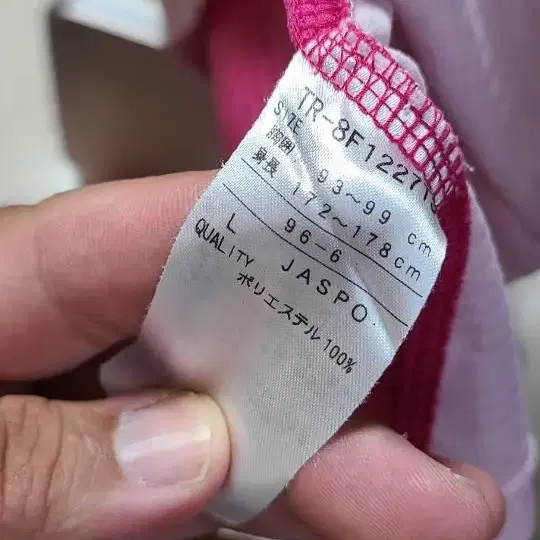 TR-8F12271
STYLE
胸囲 93~99 cm
身長 172~178cm
L 96-6 JASPO
QUALITY
ポリエステル100%